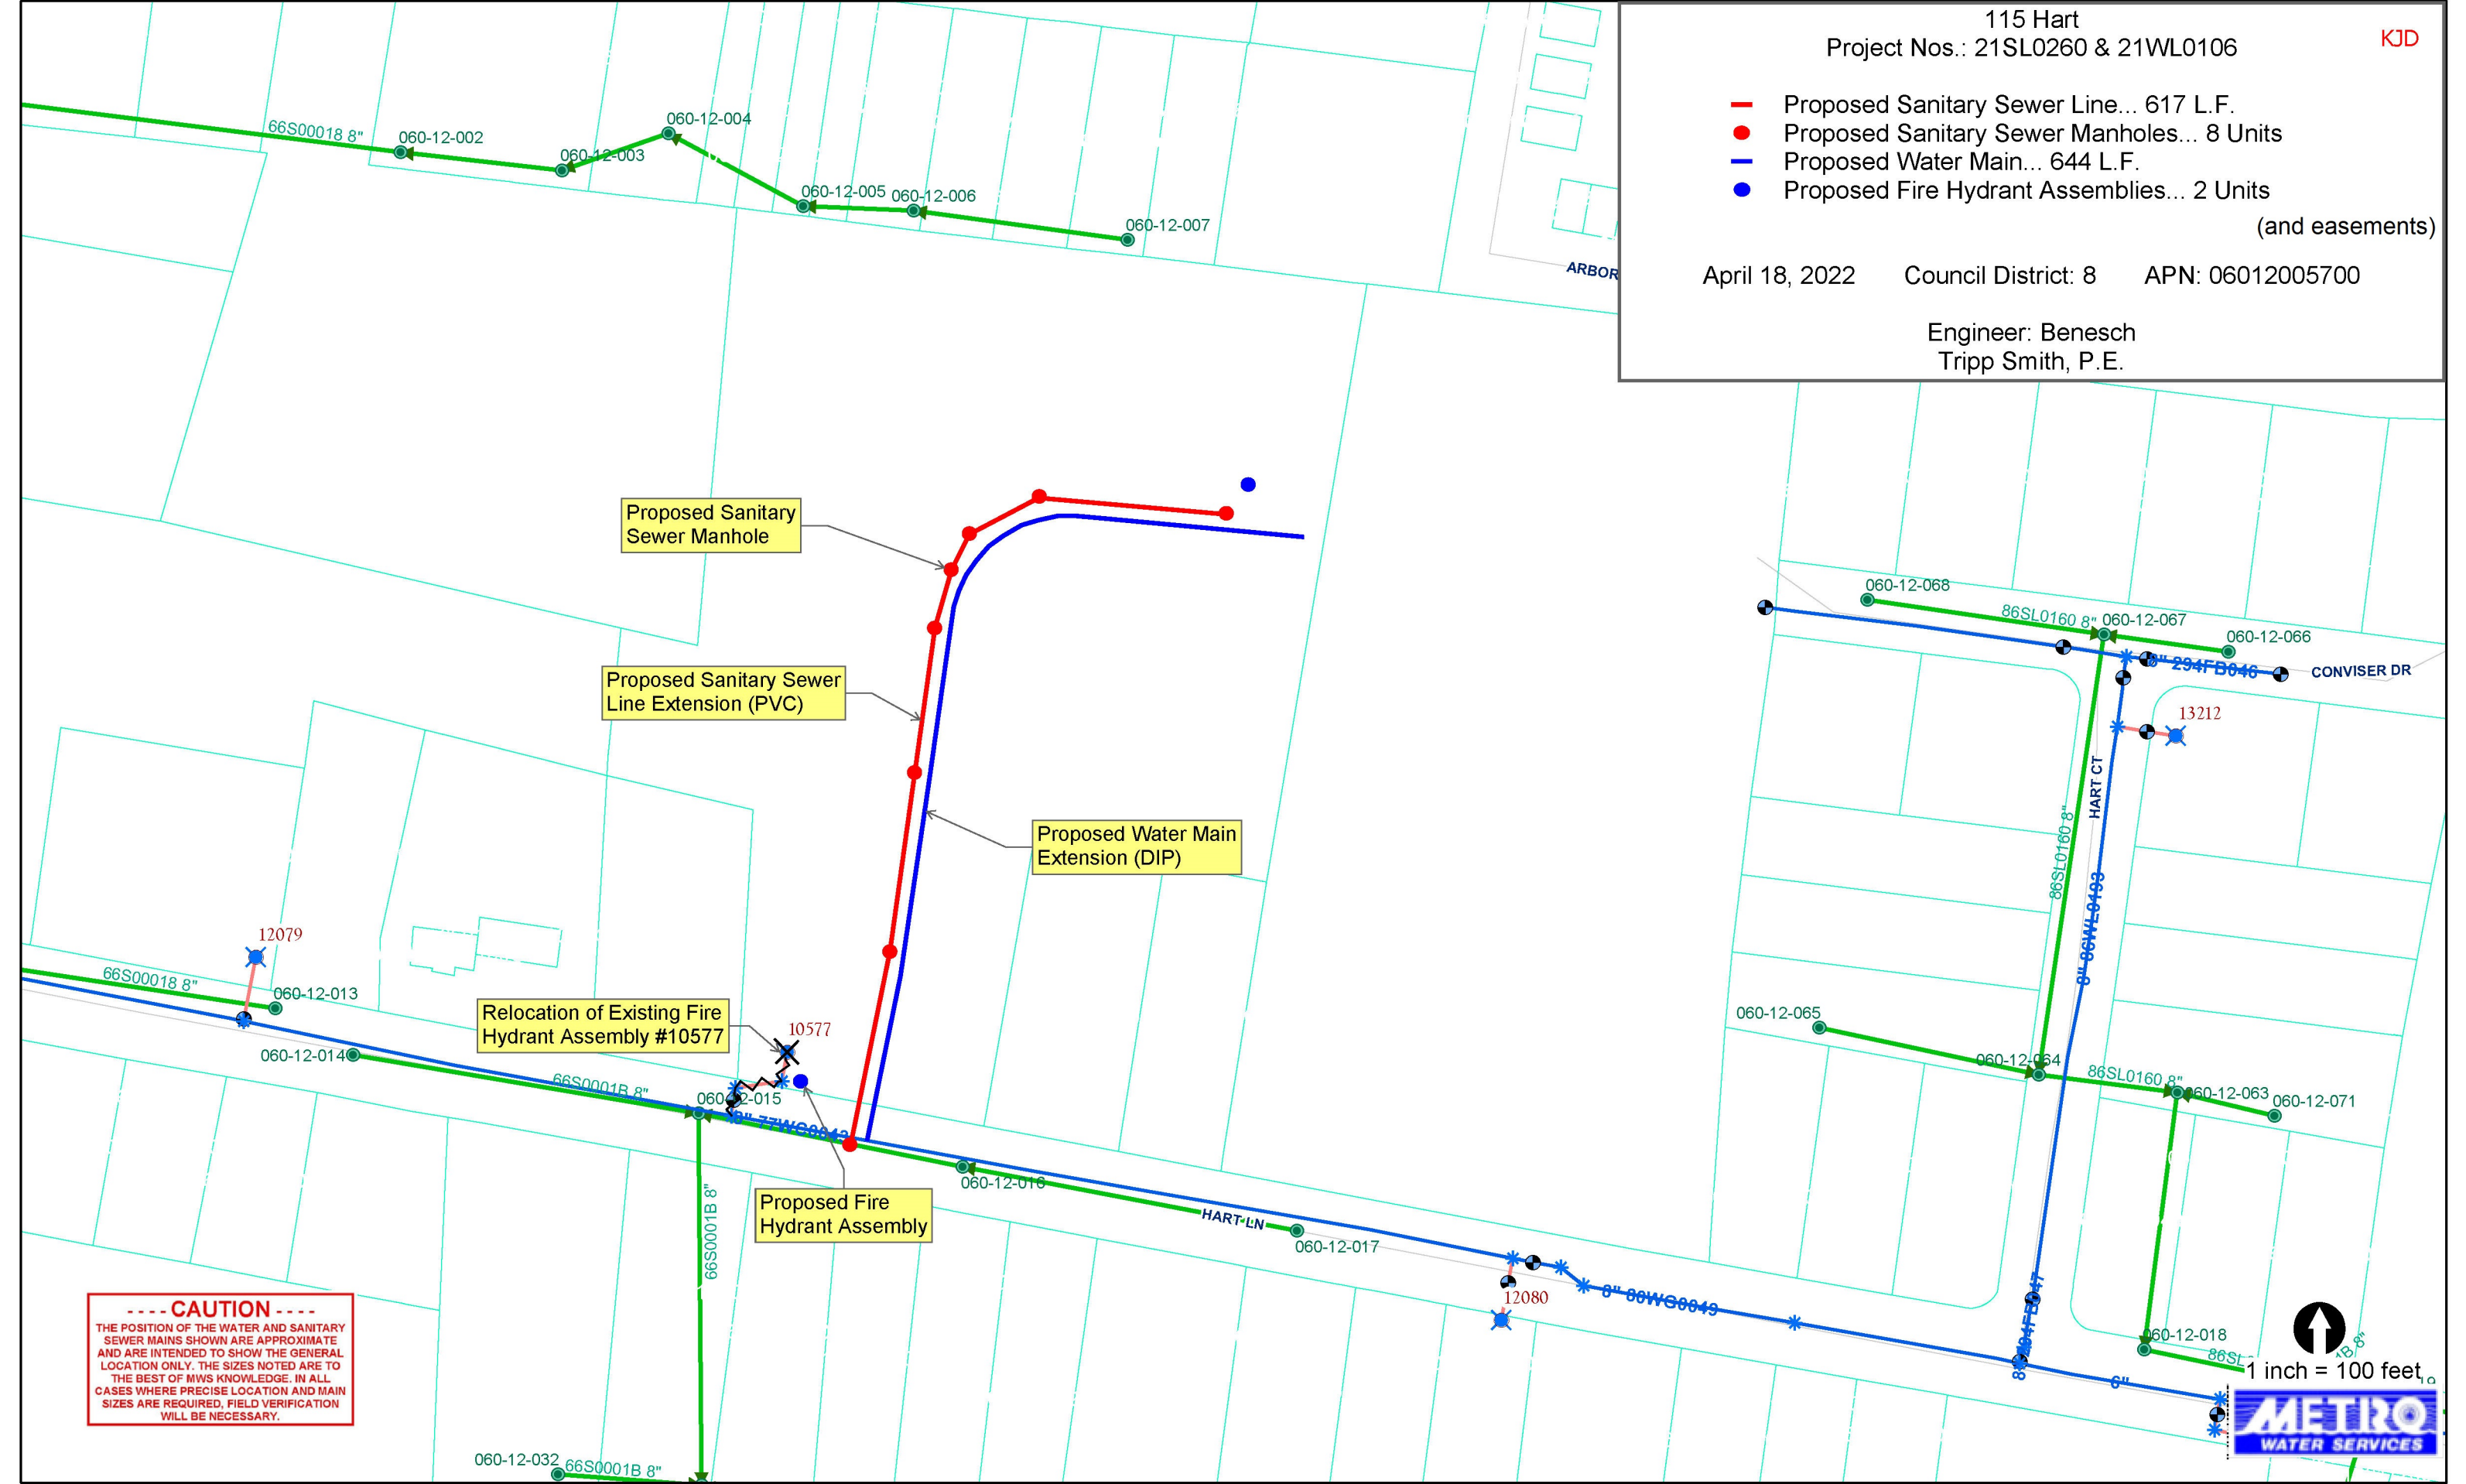 115 Hart
Project Nos.: 21SL0260 & 21WL0106
KJD
Proposed Sanitary Sewer Line... 617 L.F.
Proposed Sanitary Sewer Manholes... 8 Units
Proposed Water Main... 644 L.F.
Proposed Fire Hydrant Assemblies... 2 Units
(and easements)
April 18, 2022 Council District: 8 APN: 06012005700
Engineer: Benesch
Tripp Smith, P.E.
66S00018 8"
060-12-002
060-12-003
060-12-004
060-12-005
060-12-006
060-12-007
ARBOR
Proposed Sanitary
Sewer Manhole
Proposed Sanitary Sewer
Line Extension (PVC)
Proposed Water Main
Extension (DIP)
060-12-068
86SL0160 8"
060-12-067
060-12-066
8" 294FB046
CONVISER DR
13212
HART CT
86SL0160 8"
8" 86WL0193
12079
66S00018 8"
060-12-013
Relocation of Existing Fire
Hydrant Assembly #10577
10577
060-12-014
66S0001B 8"
060-12-015
8" 77WG0042
060-12-016
Proposed Fire
Hydrant Assembly
66S0001B 8"
HART LN
060-12-017
060-12-065
060-12-064
86SL0160 8"
060-12-063
060-12-071
12080
8" 80WG0049
060-12-018
86SL
6"
1 inch = 100 feet
METRO
WATER SERVICES
- - - - CAUTION - - - -
THE POSITION OF THE WATER AND SANITARY
SEWER MAINS SHOWN ARE APPROXIMATE
AND ARE INTENDED TO SHOW THE GENERAL
LOCATION ONLY. THE SIZES NOTED ARE TO
THE BEST OF MWS KNOWLEDGE. IN ALL
CASES WHERE PRECISE LOCATION AND MAIN
SIZES ARE REQUIRED, FIELD VERIFICATION
WILL BE NECESSARY.
060-12-032
66S0001B 8"